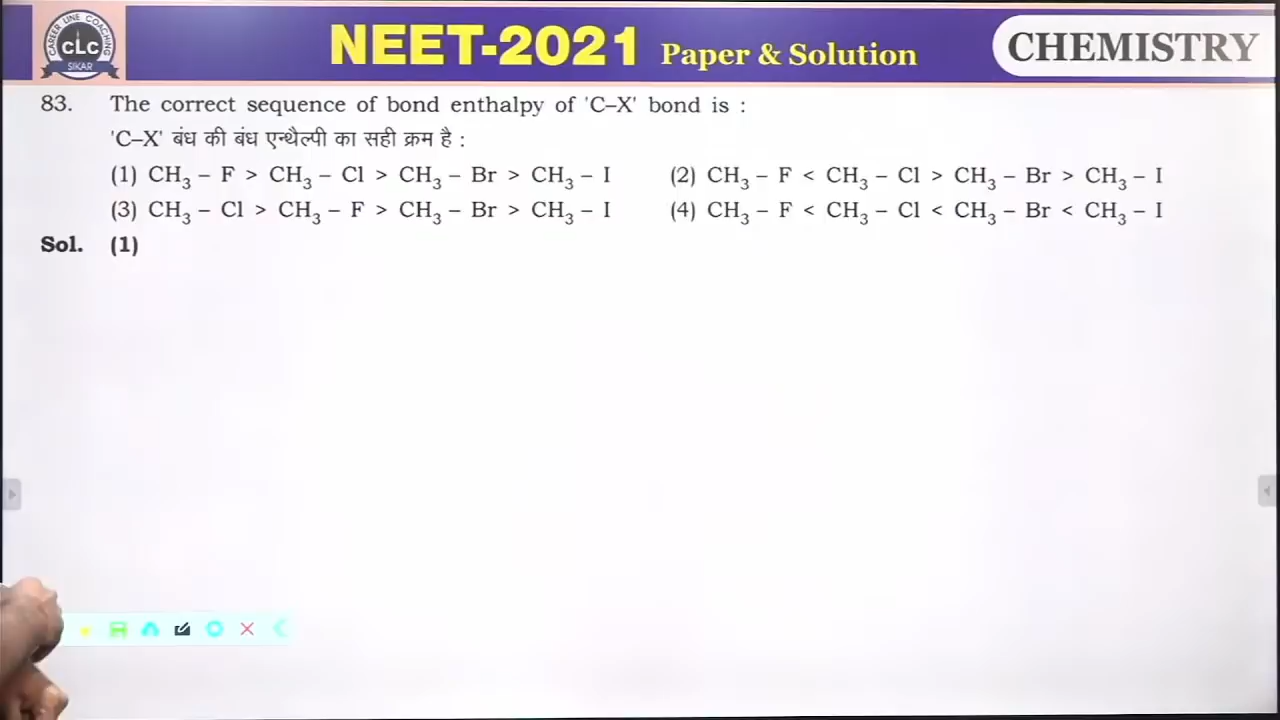 CAREER LINE COACHING
CLC
SIKAR
NEET-2021 Paper & Solution
CHEMISTRY
83. The correct sequence of bond enthalpy of 'C–X' bond is :
'C–X' बंध की बंध एन्थैल्पी का सही क्रम है :
(1) CH₃ – F > CH₃ – Cl > CH₃ – Br > CH₃ – I (2) CH₃ – F < CH₃ – Cl > CH₃ – Br > CH₃ – I
(3) CH₃ – Cl > CH₃ – F > CH₃ – Br > CH₃ – I (4) CH₃ – F < CH₃ – Cl < CH₃ – Br < CH₃ – I
Sol. (1)